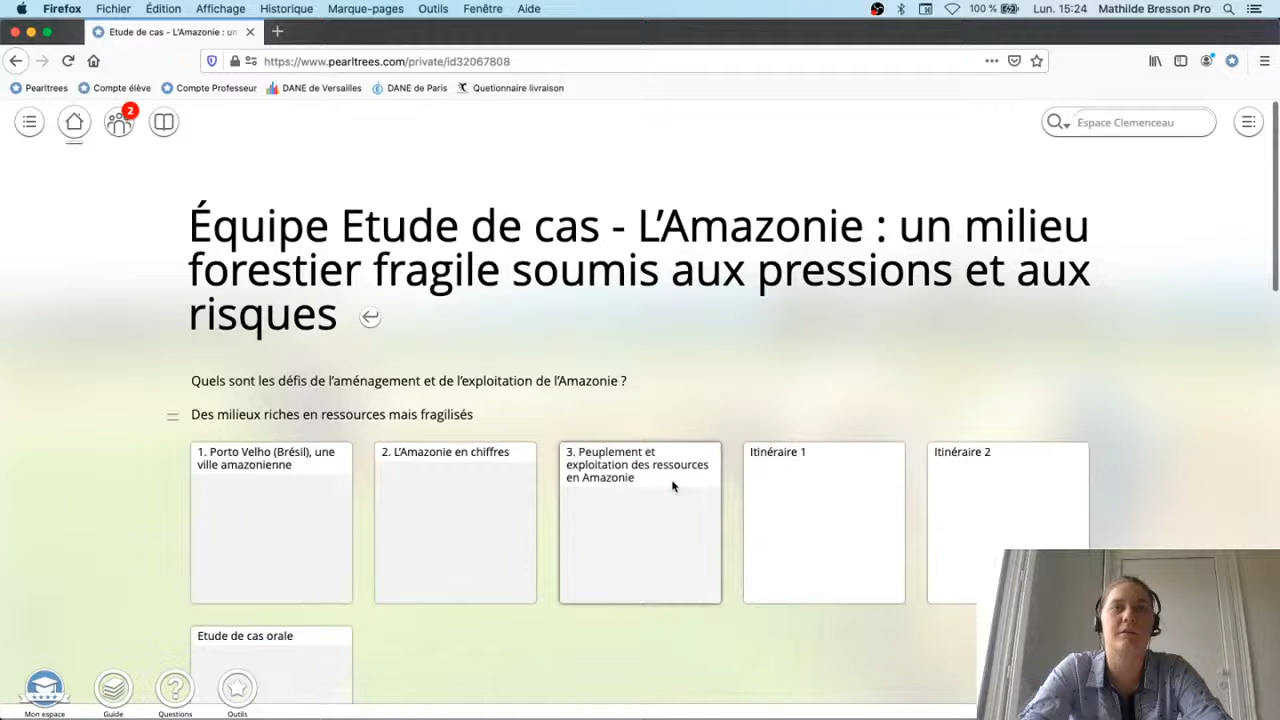 Firefox Fichier Édition Affichage Historique Marque-pages Outils Fenêtre Aide 100 % Lun. 15:24 Mathilde Bresson Pro
Etude de cas - L'Amazonie : un
https://www.pearltrees.com/private/id32067808
Pearltrees Compte élève Compte Professeur DANE de Versailles DANE de Paris Quetionnaire livraison
2
Espace Clemenceau
Équipe Etude de cas - L'Amazonie : un milieu
forestier fragile soumis aux pressions et aux
risques
Quels sont les défis de l'aménagement et de l'exploitation de l'Amazonie ?
Des milieux riches en ressources mais fragilisés
1. Porto Velho (Brésil), une
ville amazonienne
2. L'Amazonie en chiffres
3. Peuplement et
exploitation des ressources
en Amazonie
Itinéraire 1
Itinéraire 2
Etude de cas orale
Mon espace Guide Questions Outils